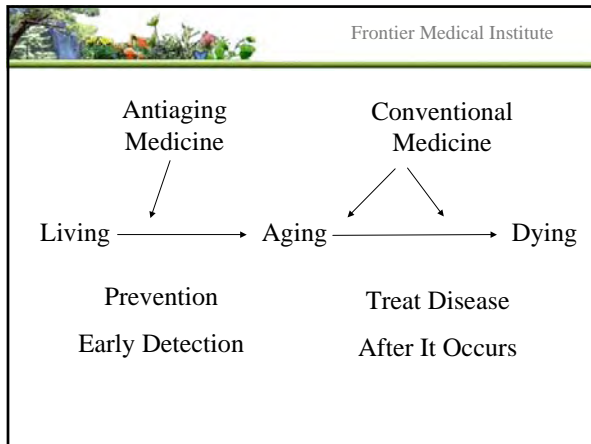 Frontier Medical Institute
Antiaging
Medicine
Conventional
Medicine
Living
Aging
Dying
Prevention
Early Detection
Treat Disease
After It Occurs